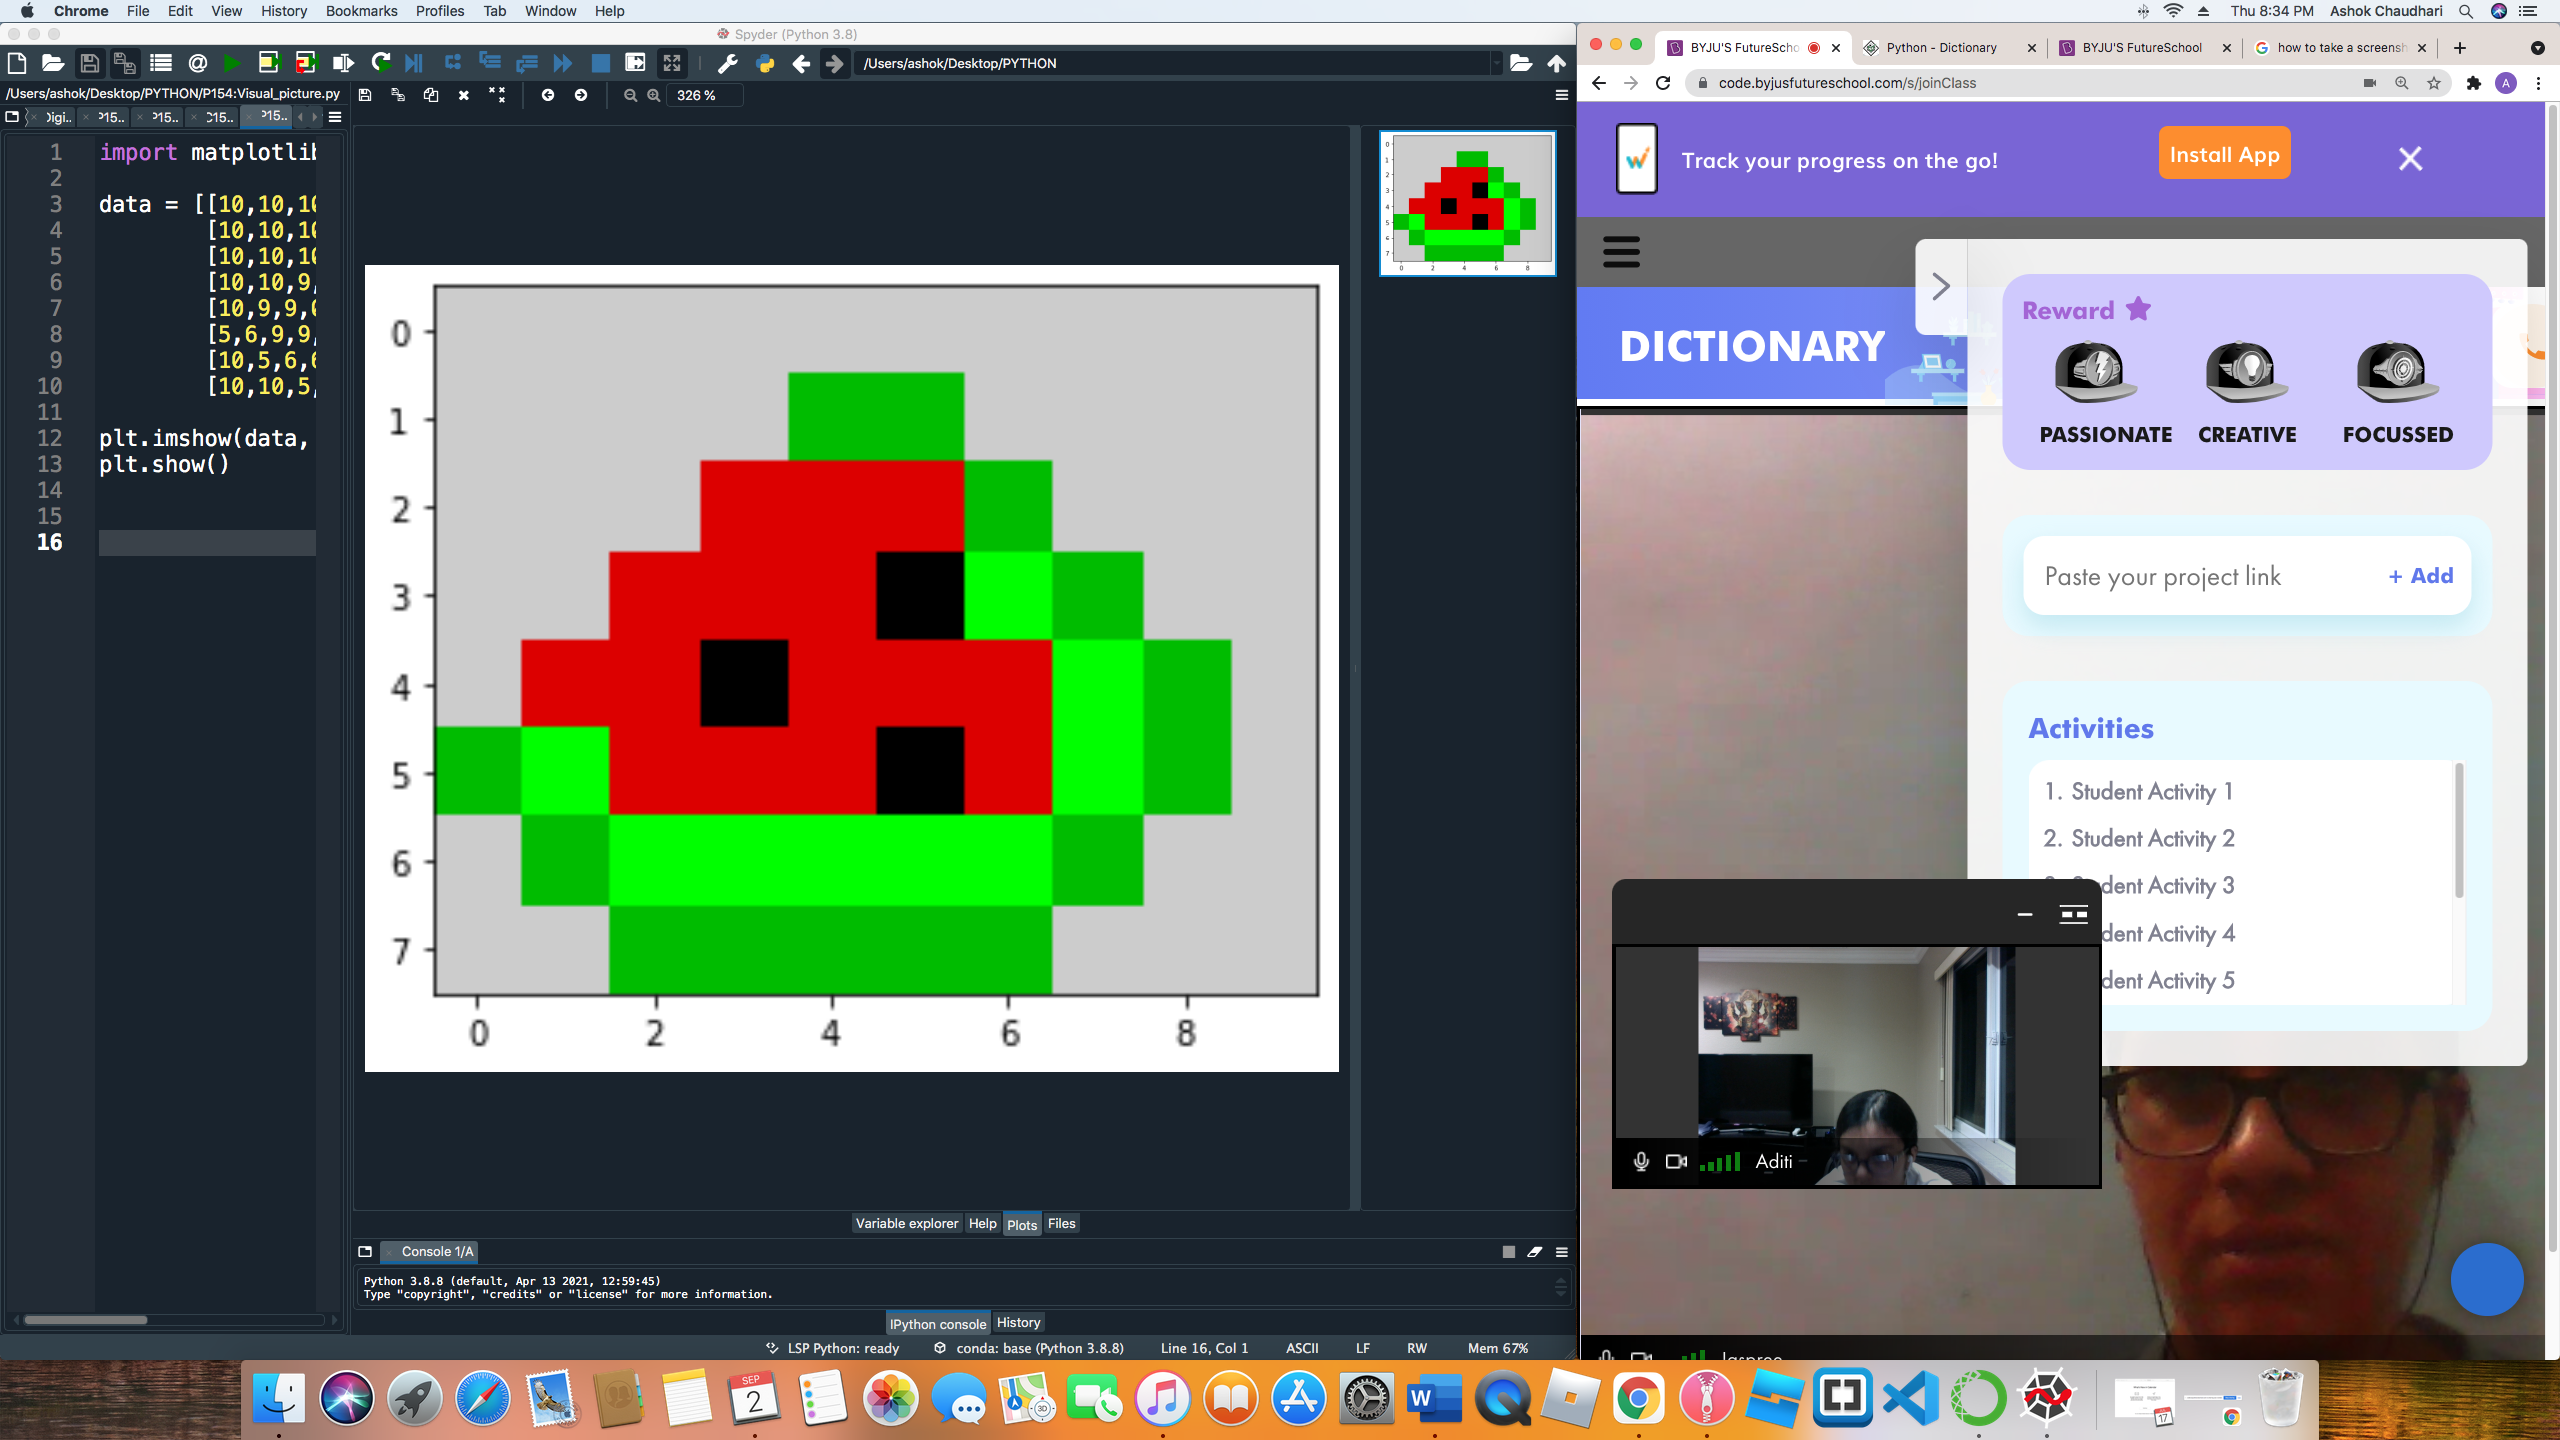 Chrome File Edit View History Bookmarks Profiles Tab Window Help
Thu 8:34 PM Ashok Chaudhari
Spyder (Python 3.8)
/Users/ashok/Desktop/PYTHON
/Users/ashok/Desktop/PYTHON/P154:Visual_picture.py
326 %
Digi.. P15.. P15.. C15.. P15..
1 import matplotlib
2
3 data = [[10,10,10
4 [10,10,10
5 [10,10,10
6 [10,10,9,
7 [10,9,9,
8 [5,6,9,9,
9 [10,5,6,
10 [10,10,5,
11
12 plt.imshow(data,
13 plt.show()
14
15
16
0
1
2
3
4
5
6
7
0 2 4 6 8
Variable explorer Help Plots Files
Console 1/A
Python 3.8.8 (default, Apr 13 2021, 12:59:45)
Type "copyright", "credits" or "license" for more information.
IPython console History
LSP Python: ready conda: base (Python 3.8.8) Line 16, Col 1 ASCII LF RW Mem 67%
BYJU'S FutureScho Python - Dictionary BYJU'S FutureSchool how to take a screensh
code.byjusfutureschool.com/s/joinClass
A
Track your progress on the go!
Install App
DICTIONARY
Reward
PASSIONATE CREATIVE FOCUSSED
Paste your project link + Add
Activities
1. Student Activity 1
2. Student Activity 2
dent Activity 3
dent Activity 4
dent Activity 5
Aditi
SEP
2
3D
W
17